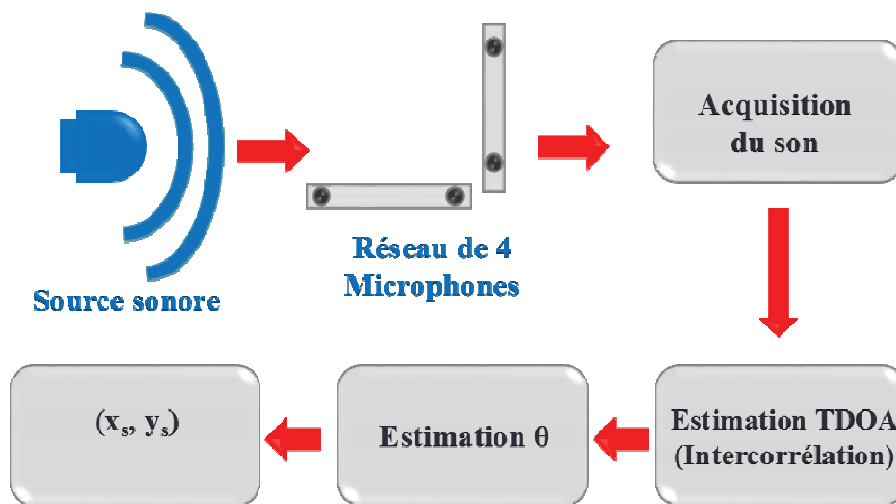 Source sonore
Réseau de 4
Microphones
Acquisition
du son
Estimation TDOA
(Intercorrélation)
Estimation θ
(xs, ys)